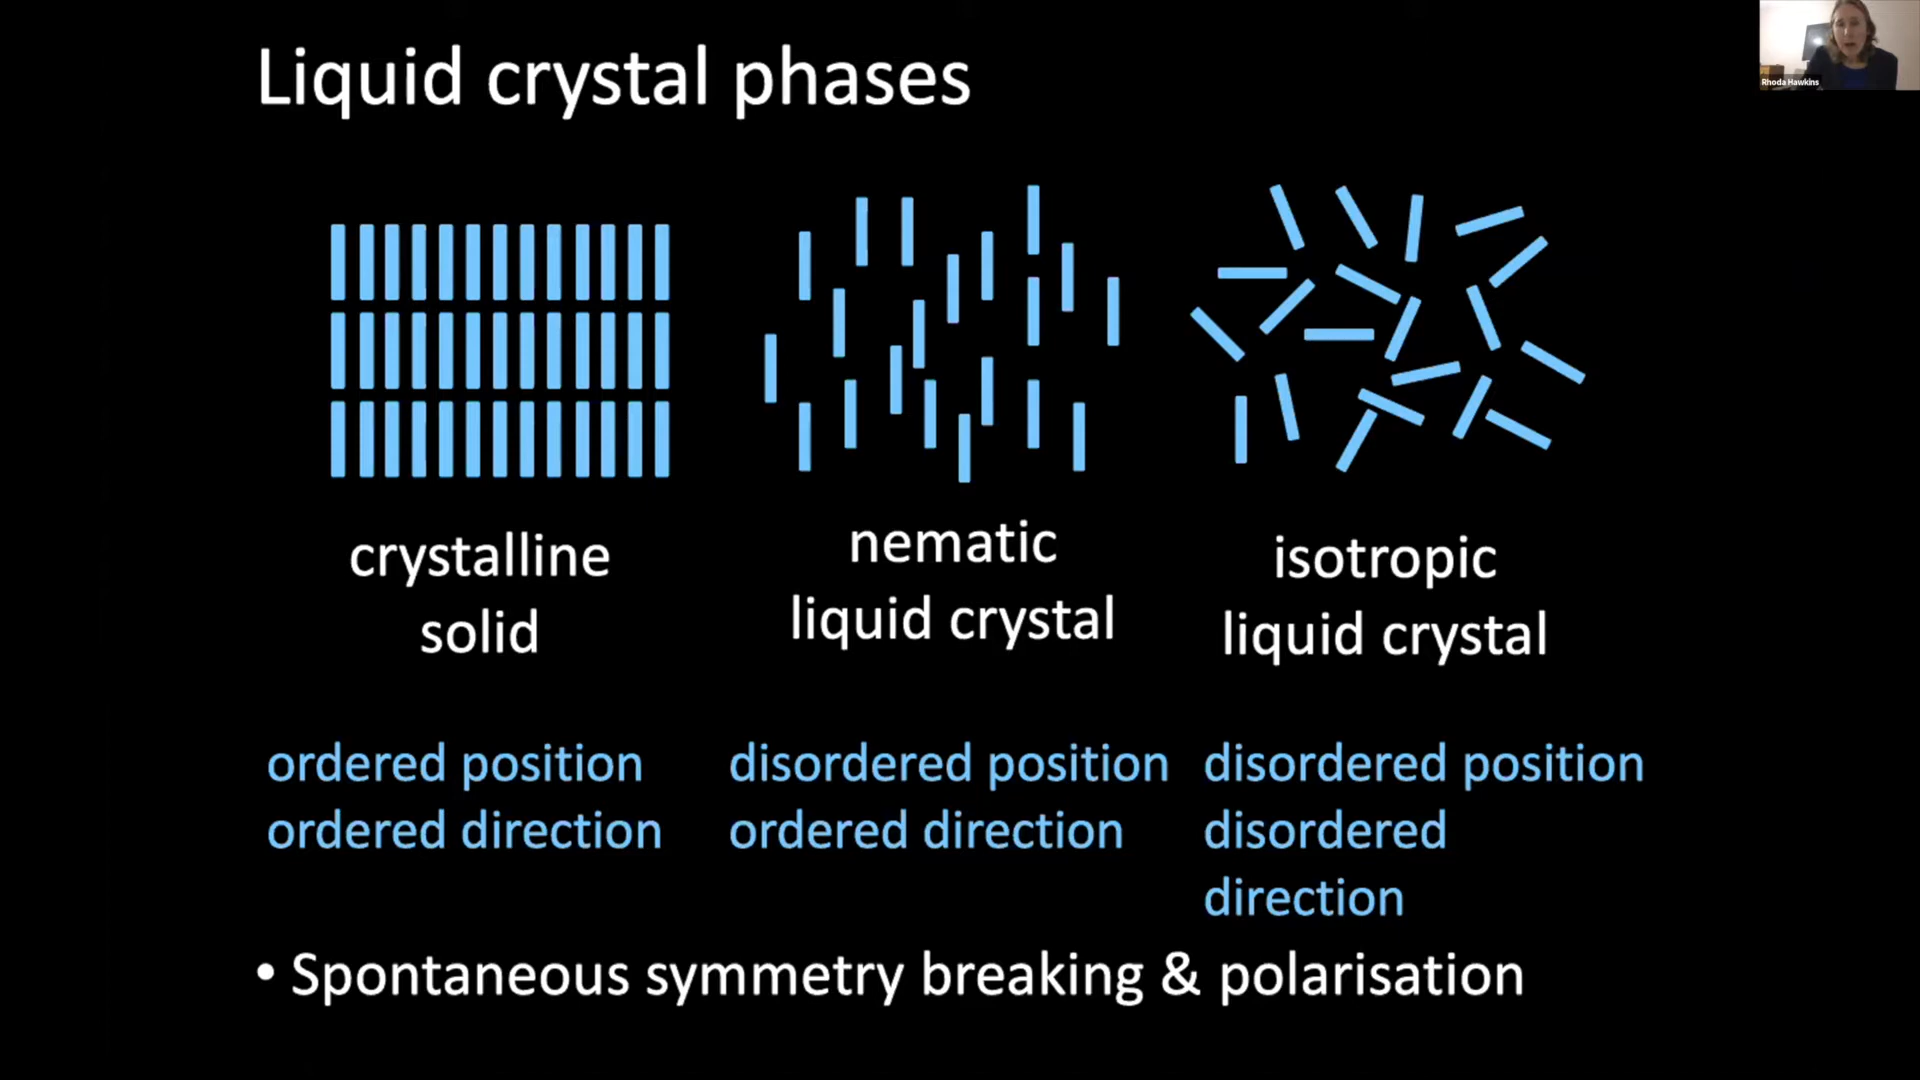 Liquid crystal phases
Rhoda Hawkins
crystalline
solid
nematic
liquid crystal
isotropic
liquid crystal
ordered position
ordered direction
disordered position
ordered direction
disordered position
disordered
direction
• Spontaneous symmetry breaking & polarisation